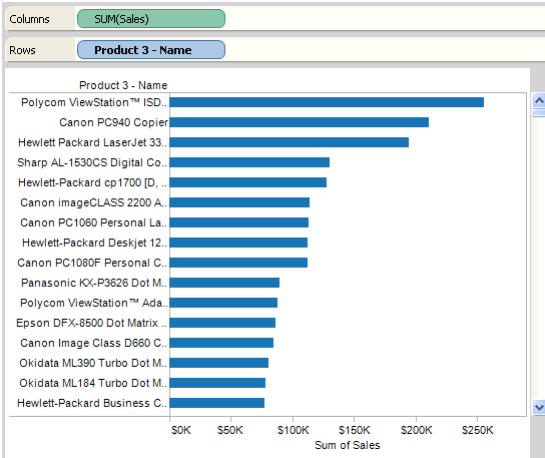 Columns SUM(Sales)
Rows Product 3 - Name
Product 3 - Name
Polycom ViewStation™ ISD..
Canon PC940 Copier
Hewlett Packard LaserJet 33..
Sharp AL-1530CS Digital Co..
Hewlett-Packard cp1700 [D, ..
Canon imageCLASS 2200 A..
Canon PC1060 Personal La..
Hewlett-Packard Deskjet 12..
Canon PC1080F Personal C..
Panasonic KX-P3626 Dot M..
Polycom ViewStation™ Ada..
Epson DFX-8500 Dot Matrix ..
Canon Image Class D660 C..
Okidata ML390 Turbo Dot M..
Okidata ML184 Turbo Dot M..
Hewlett-Packard Business C..
$0K $50K $100K $150K $200K $250K
Sum of Sales